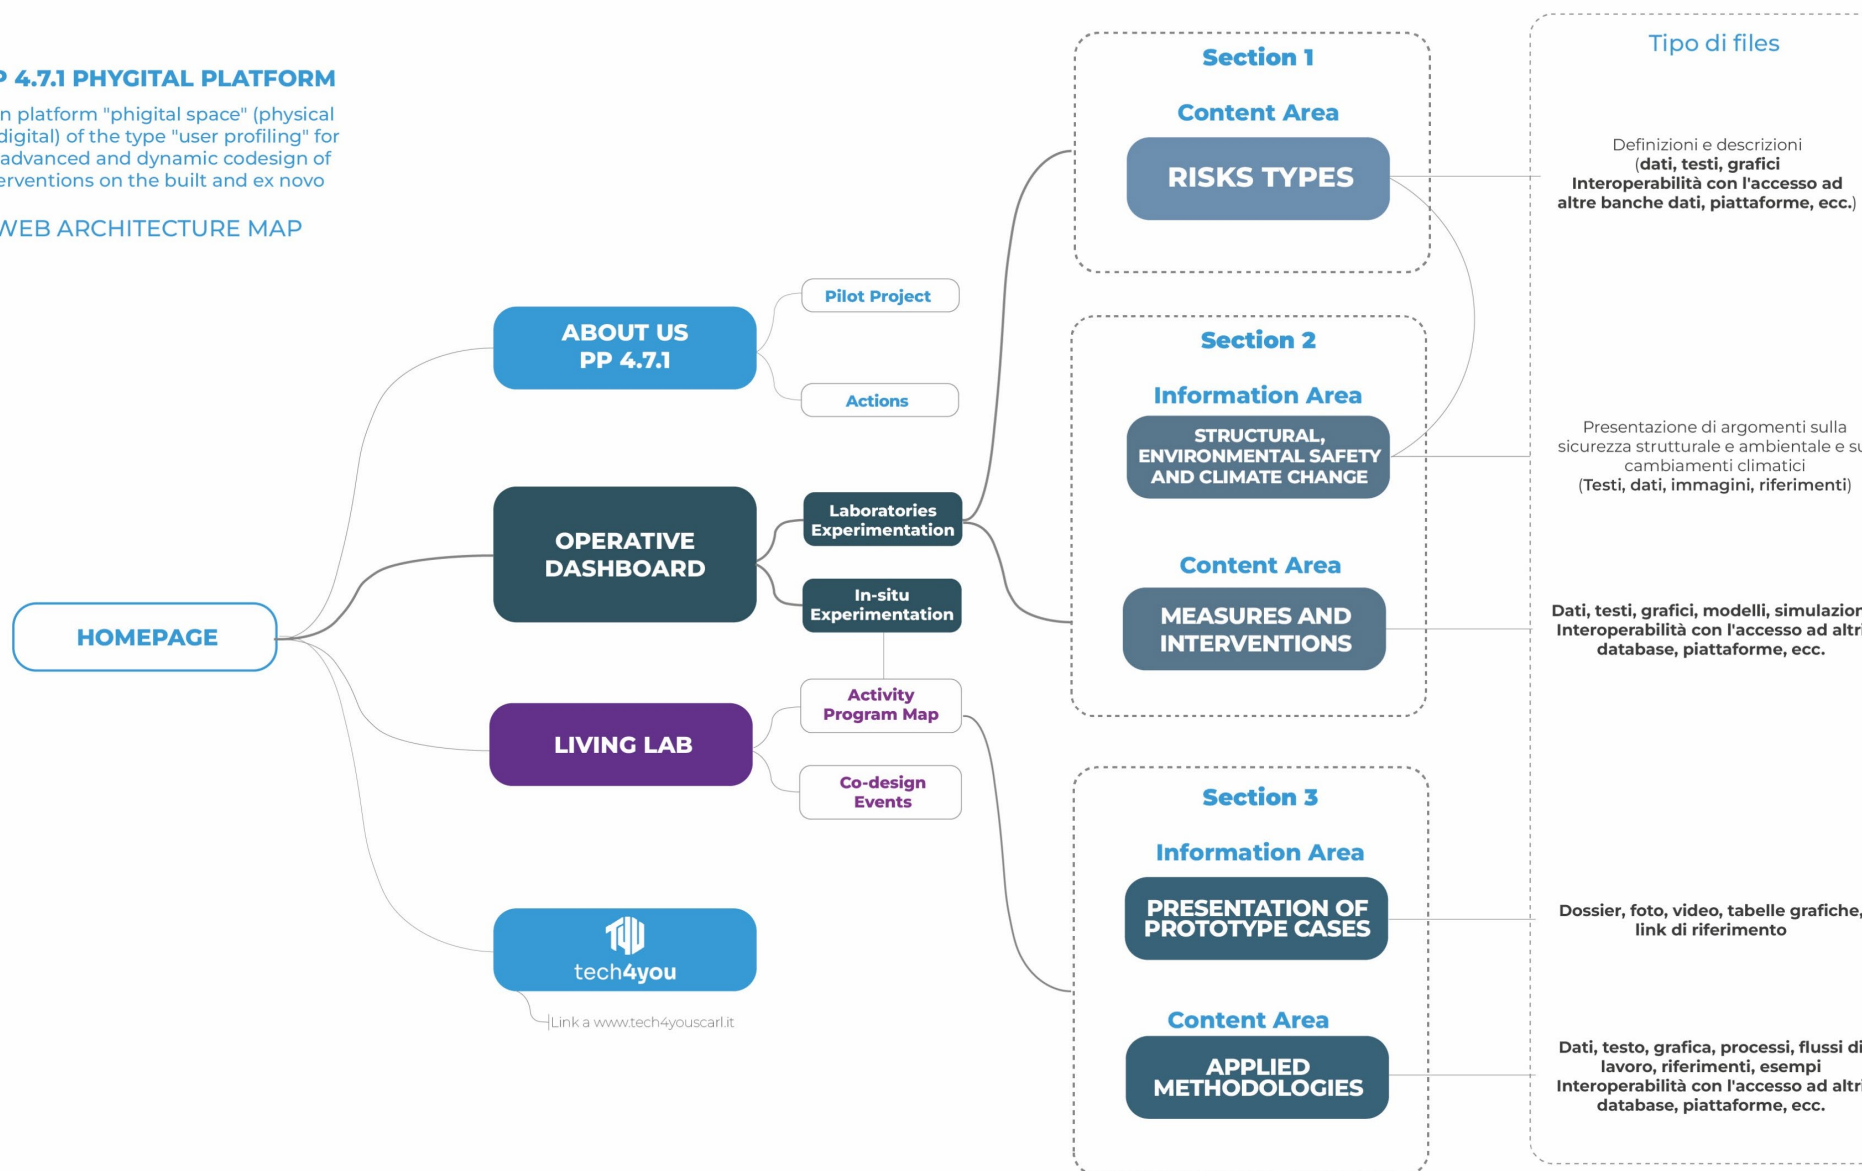 P 4.7.1 PHYGITAL PLATFORM
n platform "phigital space" (physical
digital) of the type "user profiling" for
advanced and dynamic codesign of
erventions on the built and ex novo
WEB ARCHITECTURE MAP
HOMEPAGE
ABOUT US
PP 4.7.1
Pilot Project
Actions
OPERATIVE
DASHBOARD
Laboratories
Experimentation
In-situ
Experimentation
LIVING LAB
Activity
Program Map
Co-design
Events
T4U
tech4you
Link a www.tech4youscarl.it
Section 1
Content Area
RISKS TYPES
Section 2
Information Area
STRUCTURAL,
ENVIRONMENTAL SAFETY
AND CLIMATE CHANGE
Content Area
MEASURES AND
INTERVENTIONS
Section 3
Information Area
PRESENTATION OF
PROTOTYPE CASES
Content Area
APPLIED
METHODOLOGIES
Tipo di files
Definizioni e descrizioni
(dati, testi, grafici
Interoperabilità con l'accesso ad
altre banche dati, piattaforme, ecc.)
Presentazione di argomenti sulla
sicurezza strutturale e ambientale e su
cambiamenti climatici
(Testi, dati, immagini, riferimenti)
Dati, testi, grafici, modelli, simulazion
Interoperabilità con l'accesso ad altri
database, piattaforme, ecc.
Dossier, foto, video, tabelle grafiche,
link di riferimento
Dati, testo, grafica, processi, flussi di
lavoro, riferimenti, esempi
Interoperabilità con l'accesso ad altri
database, piattaforme, ecc.